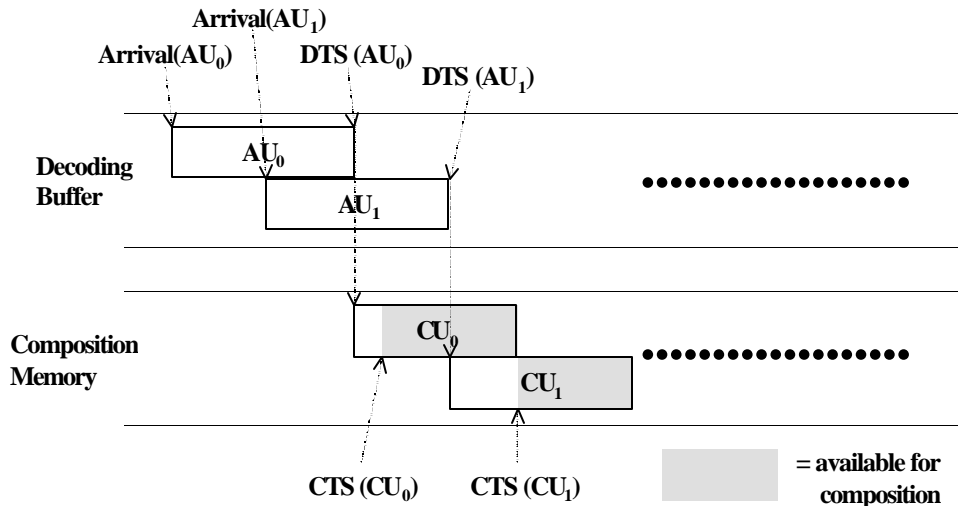 Arrival(AU1)
Arrival(AU0)
DTS (AU0)
DTS (AU1)
Decoding
Buffer
AU0
AU1
Composition
Memory
CU0
CU1
CTS (CU0)
CTS (CU1)
= available for
composition